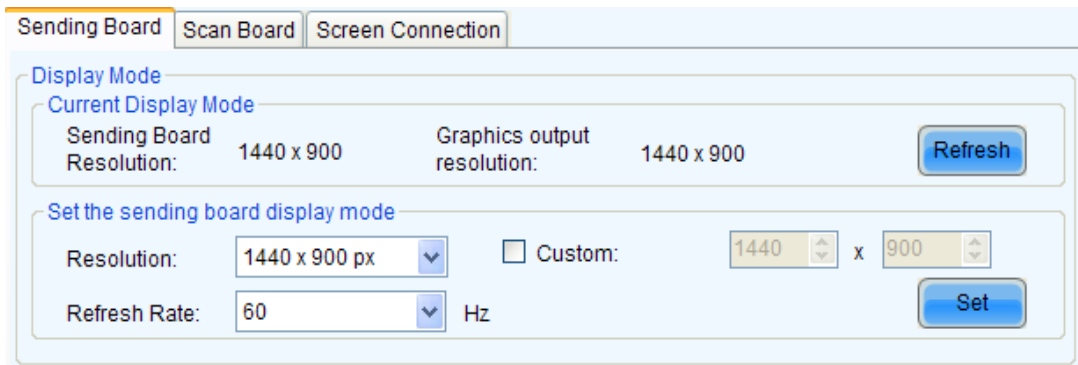 Sending Board Scan Board Screen Connection
Display Mode
Current Display Mode
Sending Board Resolution: 1440 x 900 Graphics output resolution: 1440 x 900 Refresh
Set the sending board display mode
Resolution: 1440 x 900 px Custom: 1440 x 900
Refresh Rate: 60 Hz Set